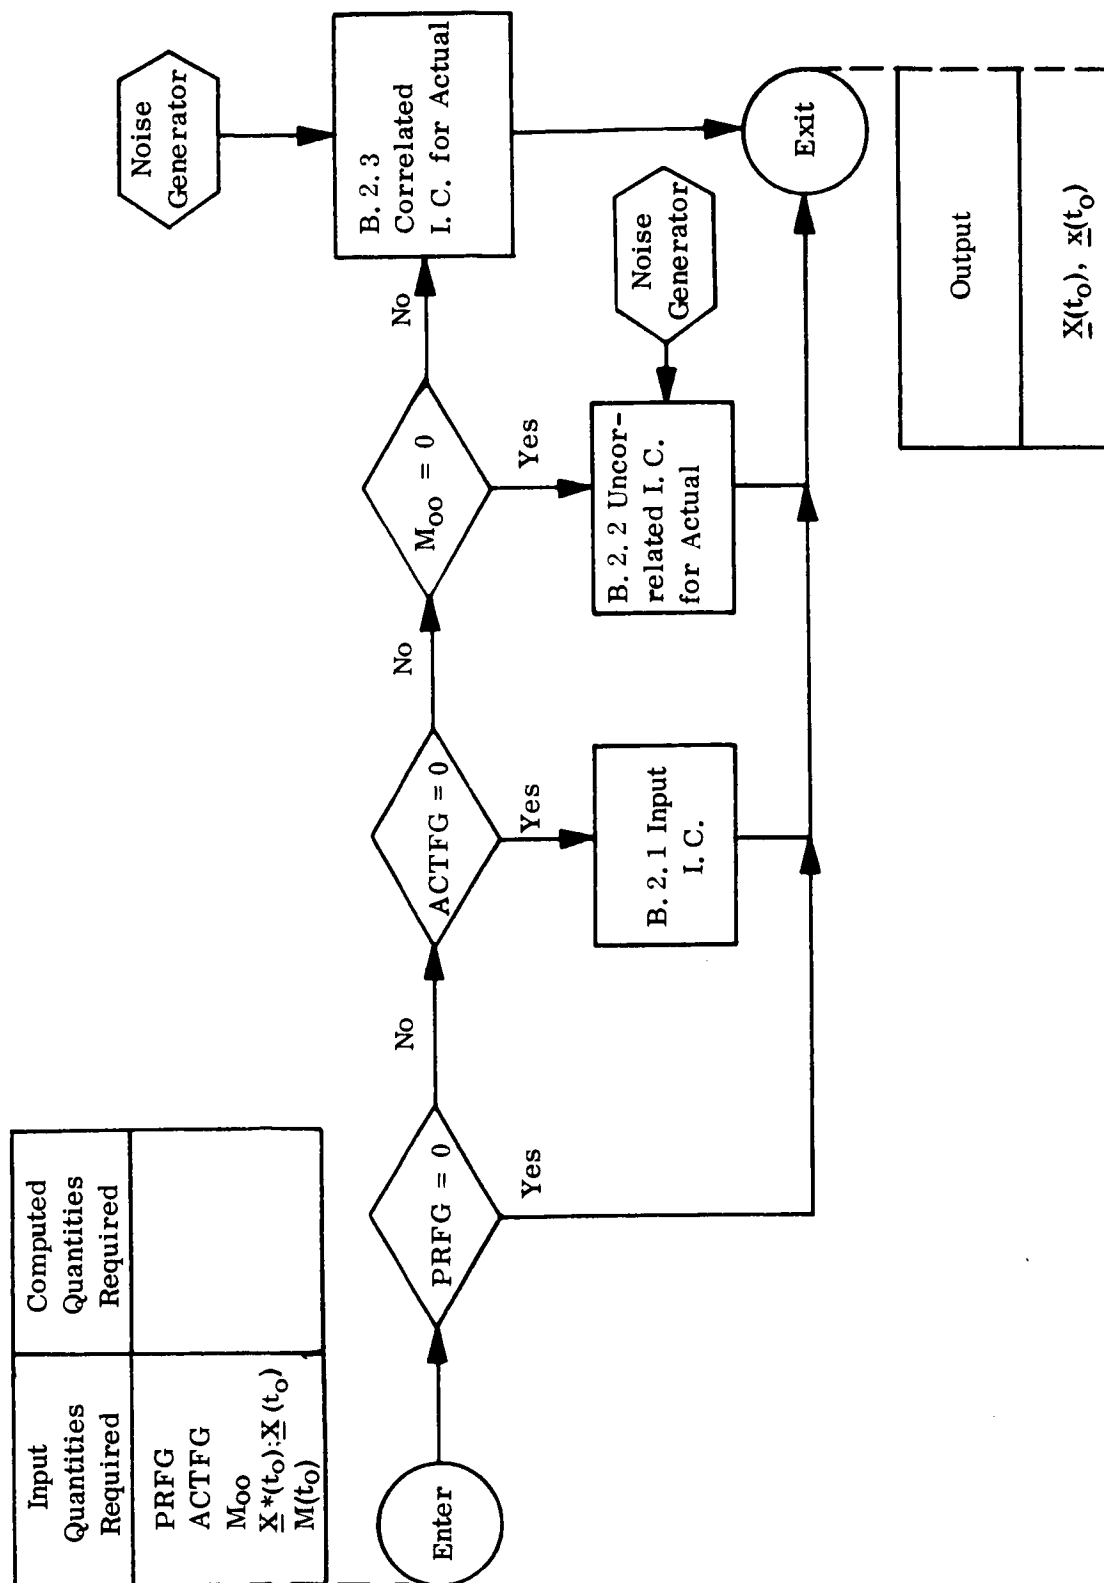 Input
Quantities
Required
Computed
Quantities
Required
PRFG
ACTFG
M₀₀
X*(t₀);X(t₀)
M(t₀)
Enter
PRFG = 0
No
Yes
ACTFG = 0
No
Yes
B. 2. 1 Input
I. C.
M₀₀ = 0
No
Yes
B. 2. 2 Uncor-
related I. C.
for Actual
Noise
Generator
Noise
Generator
B. 2. 3
Correlated
I. C. for Actual
Exit
Output
X(t₀), x(t₀)